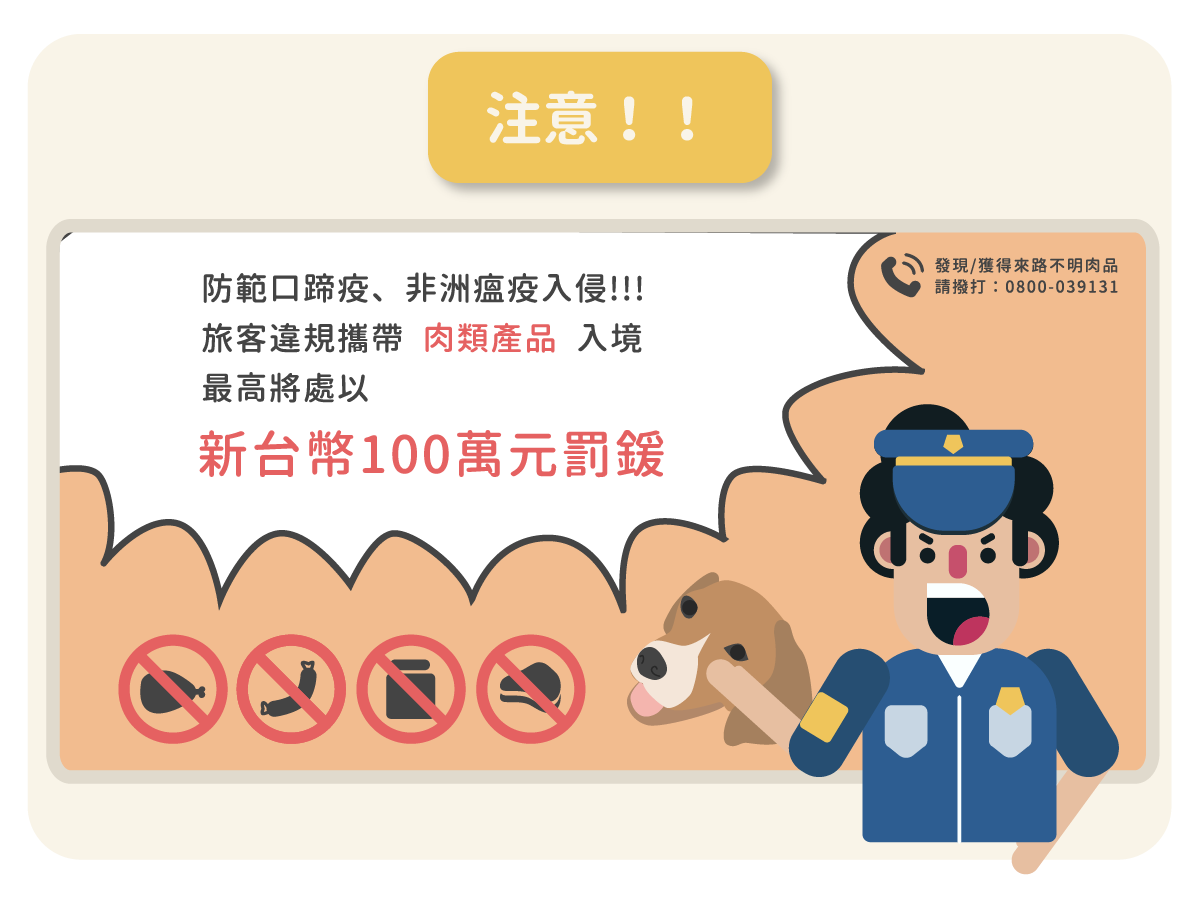 注意！！
防範口蹄疫、非洲瘟疫入侵!!!
旅客違規攜帶 肉類產品 入境
最高將處以
新台幣100萬元罰鍰
發現/獲得來路不明肉品
請撥打：0800-039131